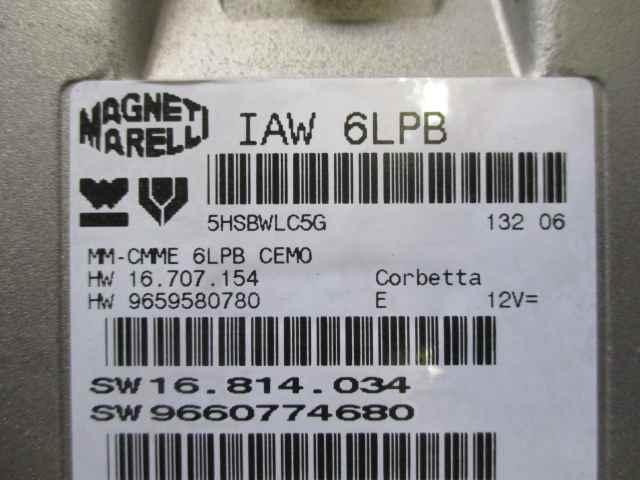 MAGNETI MARELLI
IAW 6LPB
5HSBWLC5G 132 06
MM-CMME 6LPB CEMO
HW 16.707.154 Corbetta
HW 9659580780 E 12V=
SW 16.814.034
SW 9660774680